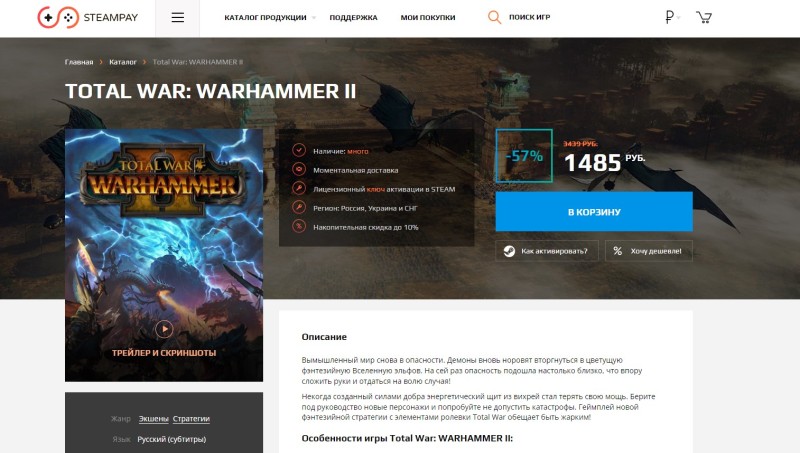 STEAMPAY
КАТАЛОГ ПРОДУКЦИИ
ПОДДЕРЖКА
МОИ ПОКУПКИ
ПОИСК ИГР
₽
Главная
Каталог
Total War: WARHAMMER II
TOTAL WAR: WARHAMMER II
TOTAL WAR
WARHAMMER
II
ТРЕЙЛЕР И СКРИНШОТЫ
Наличие: много
Моментальная доставка
Лицензионный ключ активации в STEAM
Регион: Россия, Украина и СНГ
Накопительная скидка до 10%
-57%
3439 РУБ.
1485 РУБ.
В КОРЗИНУ
Как активировать?
% Хочу дешевле!
Жанр Экшены Стратегии
Язык Русский (субтитры)
Описание
Вымышленный мир снова в опасности. Демоны вновь норовят вторгнуться в цветущую
фэнтезийную Вселенную эльфов. На сей раз опасность подошла настолько близко, что впору
сложить руки и отдаться на волю случая!
Некогда созданный силами добра энергетический щит из вихрей стал терять свою мощь. Берите
под руководство новые персонажи и попробуйте не допустить катастрофы. Геймплей новой
фэнтезийной стратегии с элементами ролевки Total War обещает быть жарким!
Особенности игры Total War: WARHAMMER II: